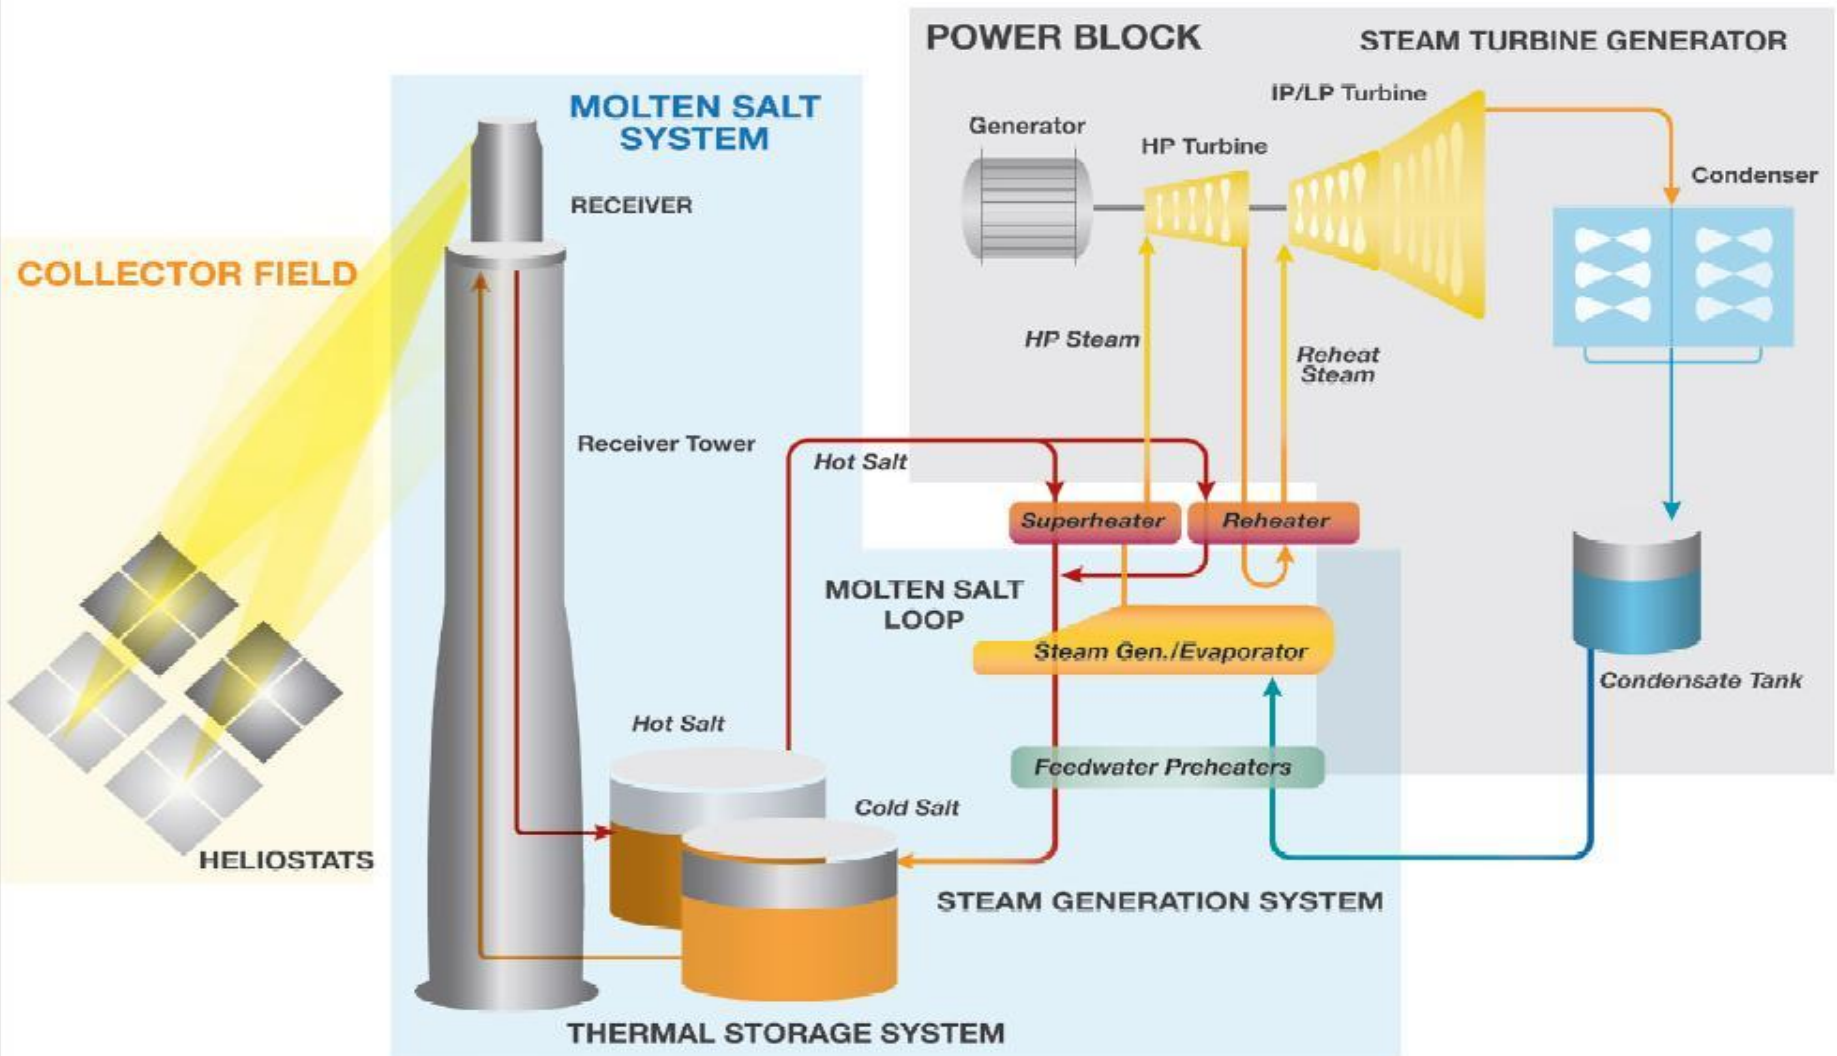 POWER BLOCK
STEAM TURBINE GENERATOR
IP/LP Turbine
Generator
HP Turbine
Condenser
MOLTEN SALT
SYSTEM
RECEIVER
COLLECTOR FIELD
HP Steam
Reheat
Steam
Receiver Tower
Hot Salt
Superheater
Reheater
MOLTEN SALT
LOOP
Steam Gen./Evaporator
Condensate Tank
Hot Salt
Feedwater Preheaters
Cold Salt
HELIOSTATS
STEAM GENERATION SYSTEM
THERMAL STORAGE SYSTEM